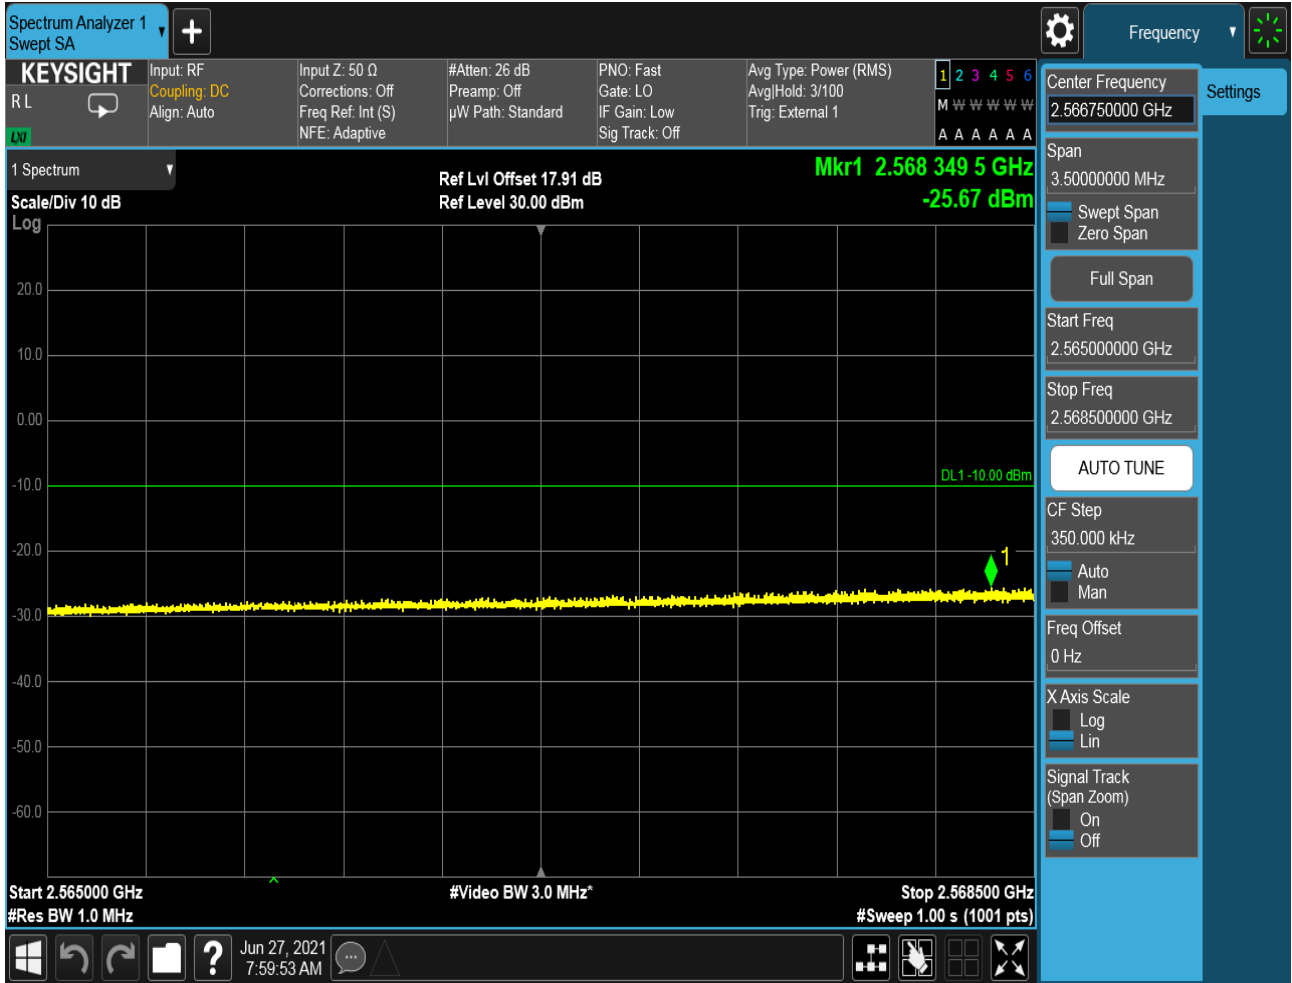 Spectrum Analyzer 1
Swept SA
Frequency
KEYSIGHT
R L
LXI
Input: RF
Coupling: DC
Align: Auto
Input Z: 50 Ω
Corrections: Off
Freq Ref: Int (S)
NFE: Adaptive
#Atten: 26 dB
Preamp: Off
µW Path: Standard
PNO: Fast
Gate: LO
IF Gain: Low
Sig Track: Off
Avg Type: Power (RMS)
Avg|Hold: 3/100
Trig: External 1
1 2 3 4 5 6
M W W W W W
A A A A A A
1 Spectrum
Scale/Div 10 dB
Log
Ref Lvl Offset 17.91 dB
Ref Level 30.00 dBm
Mkr1 2.568 349 5 GHz
-25.67 dBm
20.0
10.0
0.00
-10.0
-20.0
-30.0
-40.0
-50.0
-60.0
DL1 -10.00 dBm
1
Start 2.565000 GHz
#Res BW 1.0 MHz
#Video BW 3.0 MHz*
Stop 2.568500 GHz
#Sweep 1.00 s (1001 pts)
Jun 27, 2021
7:59:53 AM
Center Frequency
2.566750000 GHz
Span
3.50000000 MHz
Swept Span
Zero Span
Full Span
Start Freq
2.565000000 GHz
Stop Freq
2.568500000 GHz
AUTO TUNE
CF Step
350.000 kHz
Auto
Man
Freq Offset
0 Hz
X Axis Scale
Log
Lin
Signal Track
(Span Zoom)
On
Off
Settings